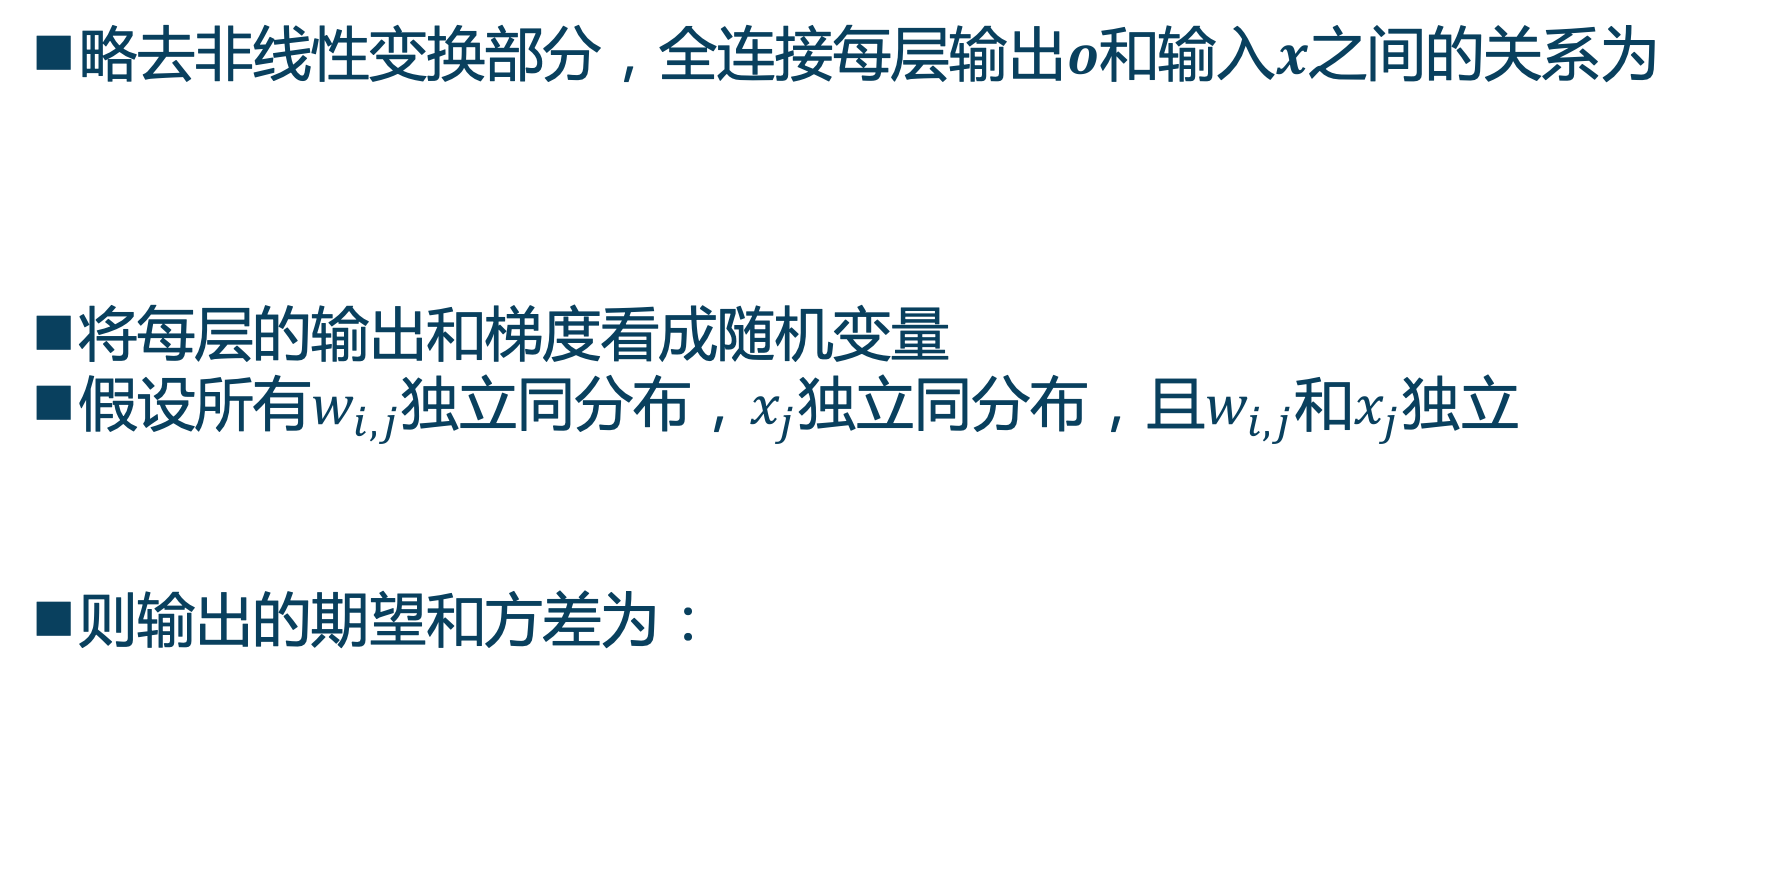 ■略去非线性变换部分，全连接每层输出o和输入x之间的关系为
■将每层的输出和梯度看成随机变量
■假设所有w_{i,j}独立同分布，x_j独立同分布，且w_{i,j}和x_j独立
■则输出的期望和方差为：